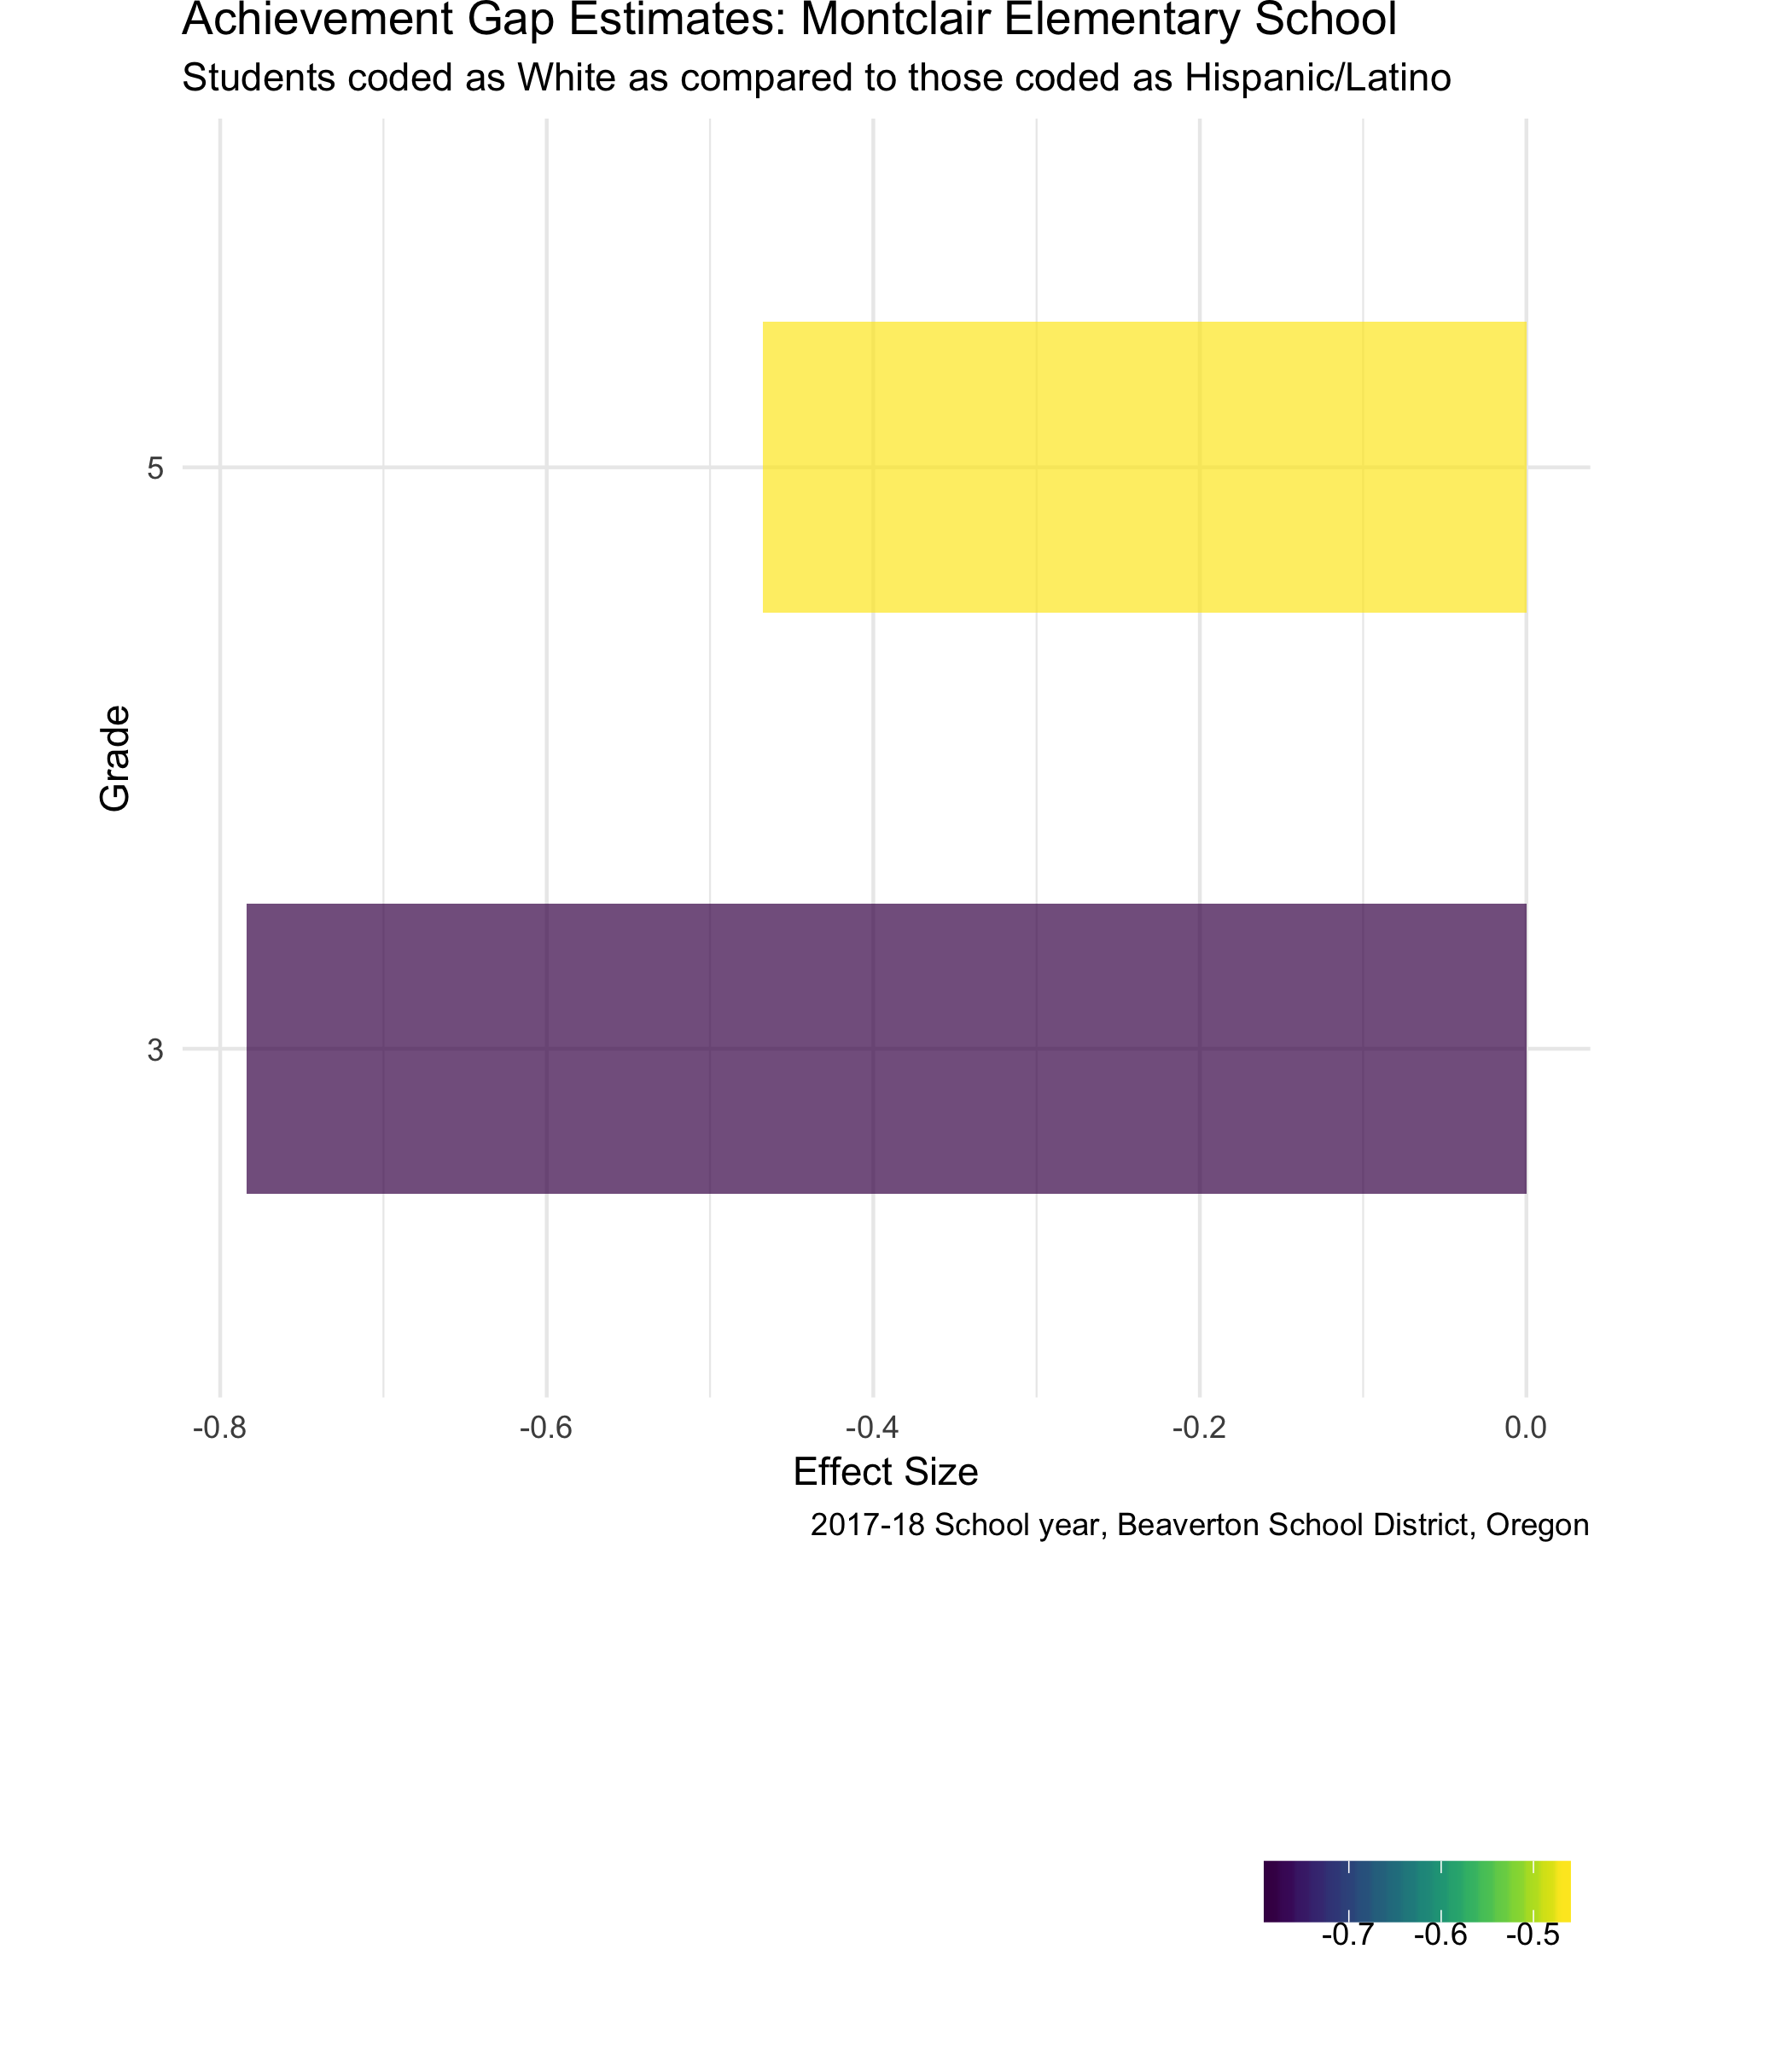 Achievement Gap Estimates: Montclair Elementary School
Students coded as White as compared to those coded as Hispanic/Latino
5
Grade
3
-0.8 -0.6 -0.4 -0.2 0.0
Effect Size
2017-18 School year, Beaverton School District, Oregon
-0.7 -0.6 -0.5